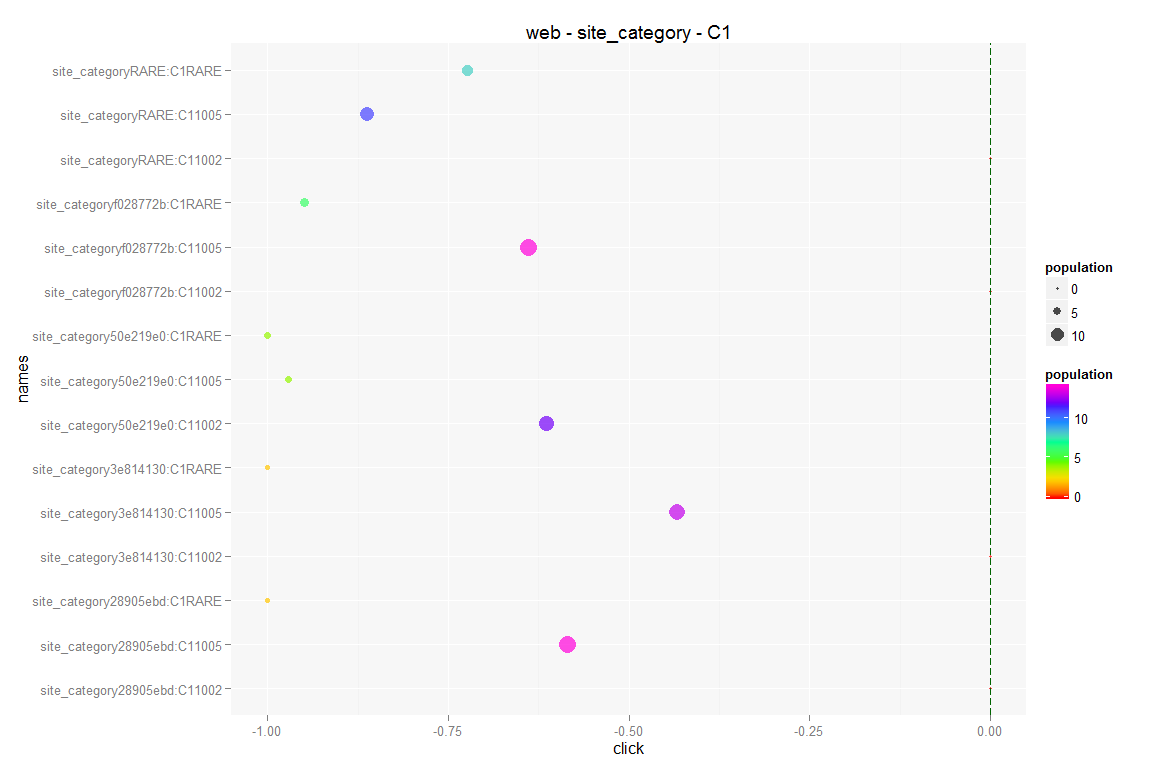 web - site_category - C1
names
site_categoryRARE:C1RARE
site_categoryRARE:C11005
site_categoryRARE:C11002
site_categoryf028772b:C1RARE
site_categoryf028772b:C11005
site_categoryf028772b:C11002
site_category50e219e0:C1RARE
site_category50e219e0:C11005
site_category50e219e0:C11002
site_category3e814130:C1RARE
site_category3e814130:C11005
site_category3e814130:C11002
site_category28905ebd:C1RARE
site_category28905ebd:C11005
site_category28905ebd:C11002
-1.00 -0.75 -0.50 -0.25 0.00
click
population
0
5
10
population
10
5
0